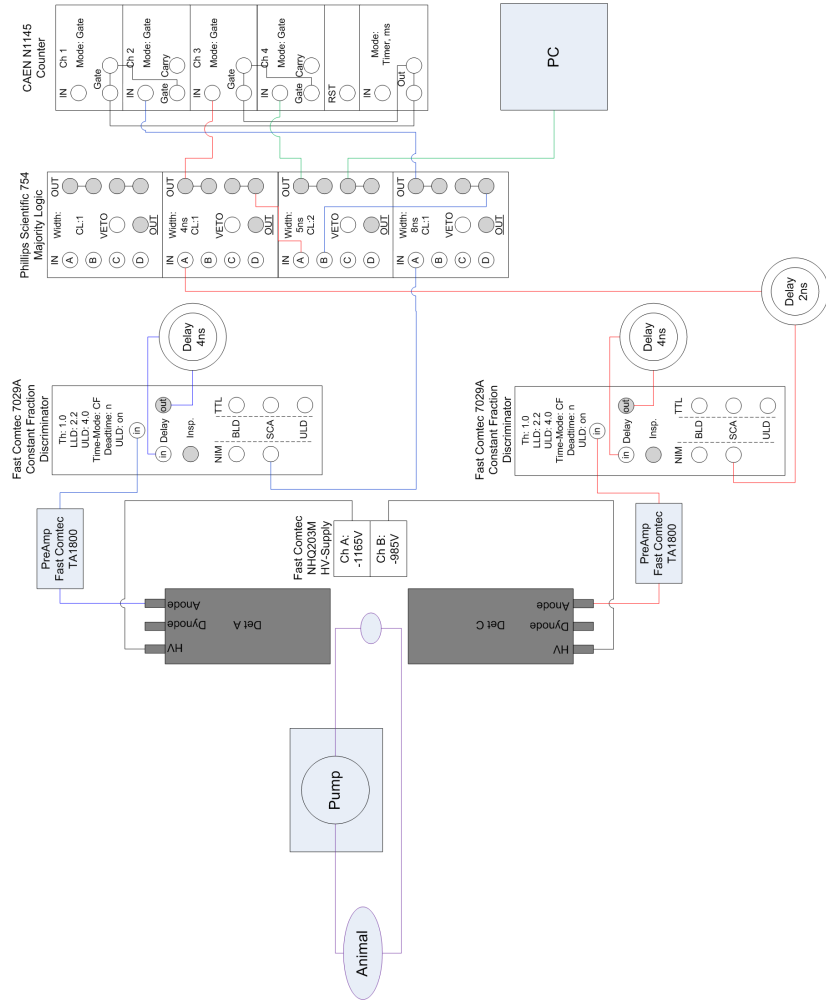 CAEN N1145
Counter
IN
Ch 1
Mode: Gate
Gate
IN
Ch 2
Mode: Gate
Gate
Carry
IN
Ch 3
Mode: Gate
Gate
IN
Ch 4
Mode: Gate
Gate
Carry
RST
IN
Mode:
Timer, ms
Out
PC
Phillips Scientific 754
Majority Logic
IN
Width:
CL:1
OUT
A
B
C
D
VETO
OUT
IN
Width:
4ns
CL:1
OUT
A
B
C
D
VETO
OUT
IN
Width:
5ns
CL:2
OUT
A
B
C
D
VETO
OUT
IN
Width:
8ns
CL:1
OUT
A
B
C
D
VETO
OUT
Delay
4ns
Delay
4ns
Delay
2ns
Fast Comtec 7029A
Constant Fraction
Discriminator
Th: 1.0
LLD: 2.2
ULD: 4.0
Time-Mode: CF
Deadtime: n
ULD: on
in
in
Delay
out
Insp.
NIM
TTL
BLD
SCA
ULD
Fast Comtec 7029A
Constant Fraction
Discriminator
Th: 1.0
LLD: 2.2
ULD: 4.0
Time-Mode: CF
Deadtime: n
ULD: on
in
in
Delay
out
Insp.
NIM
TTL
BLD
SCA
ULD
PreAmp
Fast Comtec
TA1800
Fast Comtec
NHQ203M
HV-Supply
Ch A:
-1165V
Ch B:
-985V
PreAmp
Fast Comtec
TA1800
Anode
Dynode
HV
Det A
Anode
Dynode
HV
Det C
Pump
Animal